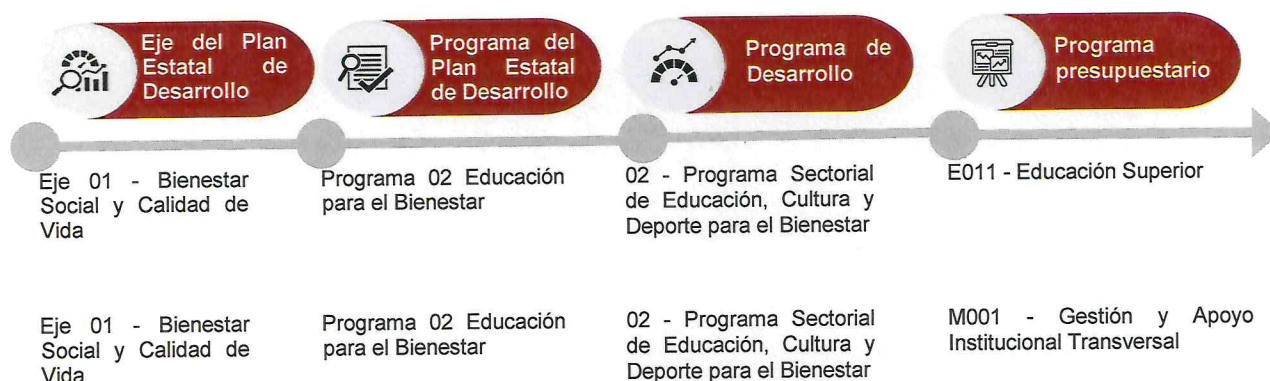 Eje del Plan
Estatal de
Desarrollo
Programa del
Plan Estatal
de Desarrollo
Programa de
Desarrollo
Programa
presupuestario
Eje 01 - Bienestar
Social y Calidad de
Vida
Programa 02 Educación
para el Bienestar
02 - Programa Sectorial
de Educación, Cultura y
Deporte para el Bienestar
E011 - Educación Superior
Eje 01 - Bienestar
Social y Calidad de
Vida
Programa 02 Educación
para el Bienestar
02 - Programa Sectorial
de Educación, Cultura y
Deporte para el Bienestar
M001 - Gestión y Apoyo
Institucional Transversal